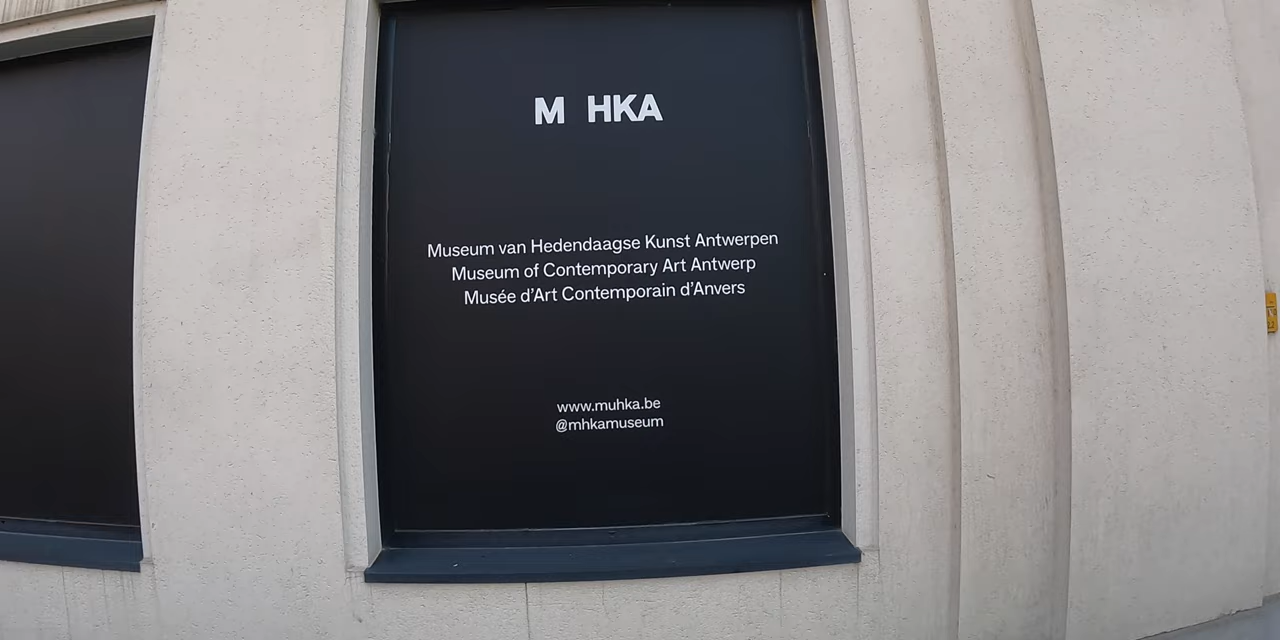 M HKA
Museum van Hedendaagse Kunst Antwerpen
Museum of Contemporary Art Antwerp
Musée d'Art Contemporain d'Anvers
www.muhka.be
@mhkamuseum